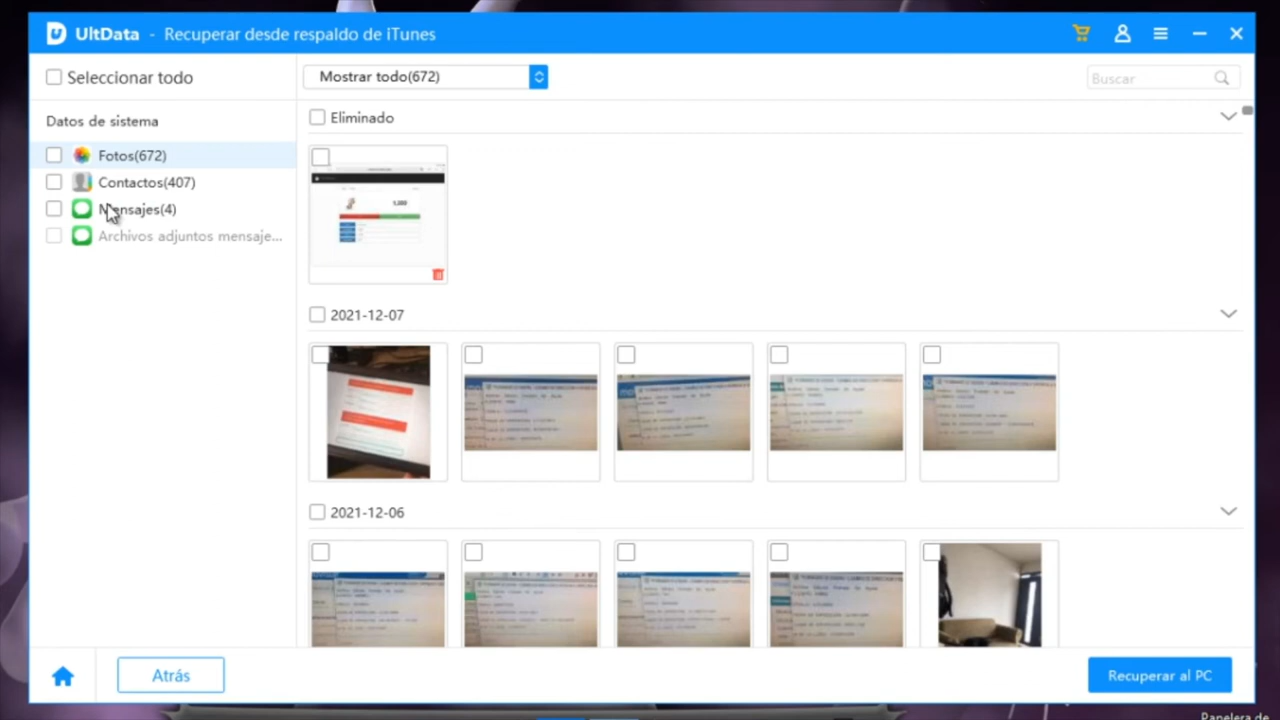 UltData - Recuperar desde respaldo de iTunes
Seleccionar todo
Mostrar todo(672)
Buscar
Datos de sistema
Fotos(672)
Contactos(407)
Mensajes(4)
Archivos adjuntos mensaje...
Eliminado
2021-12-07
2021-12-06
Atrás
Recuperar al PC
Papelera de